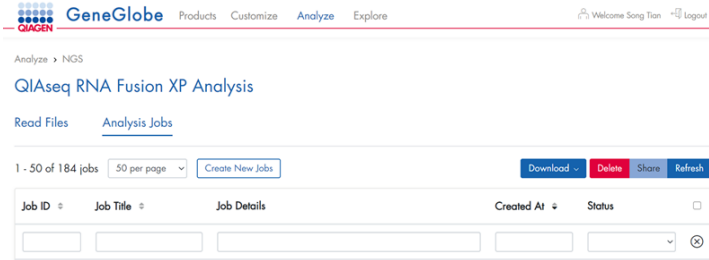 QIAGEN GeneGlobe Products Customize Analyze Explore Welcome Song Tian Logout
Analyze > NGS
QIAseq RNA Fusion XP Analysis
Read Files Analysis Jobs
1 - 50 of 184 jobs 50 per page Create New Jobs Download Delete Share Refresh
Job ID Job Title Job Details Created At Status